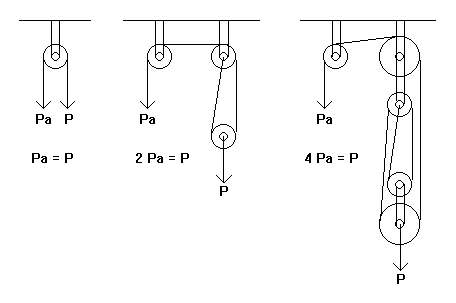 Pa P
Pa = P
Pa
2 Pa = P
P
Pa
4 Pa = P
P